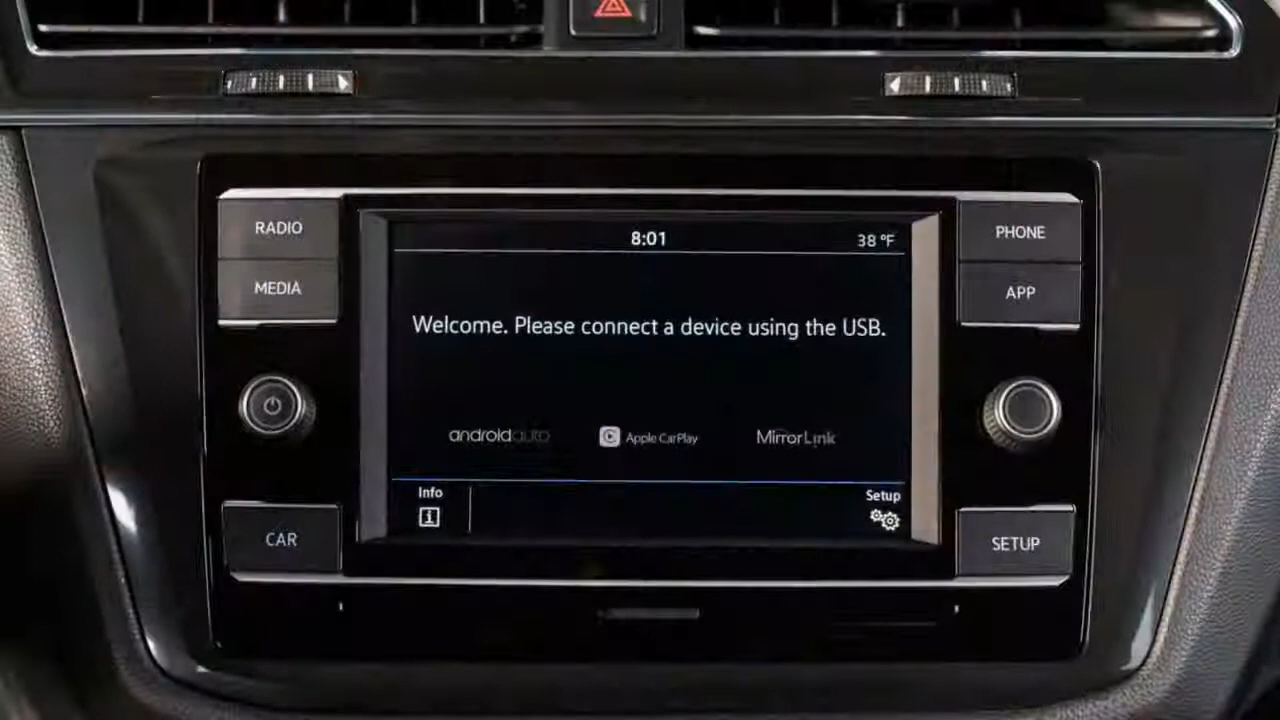 RADIO
MEDIA
8:01
38 °F
PHONE
APP
Welcome. Please connect a device using the USB.
androidauto
Apple CarPlay
MirrorLink
Info
i
Setup
CAR
SETUP